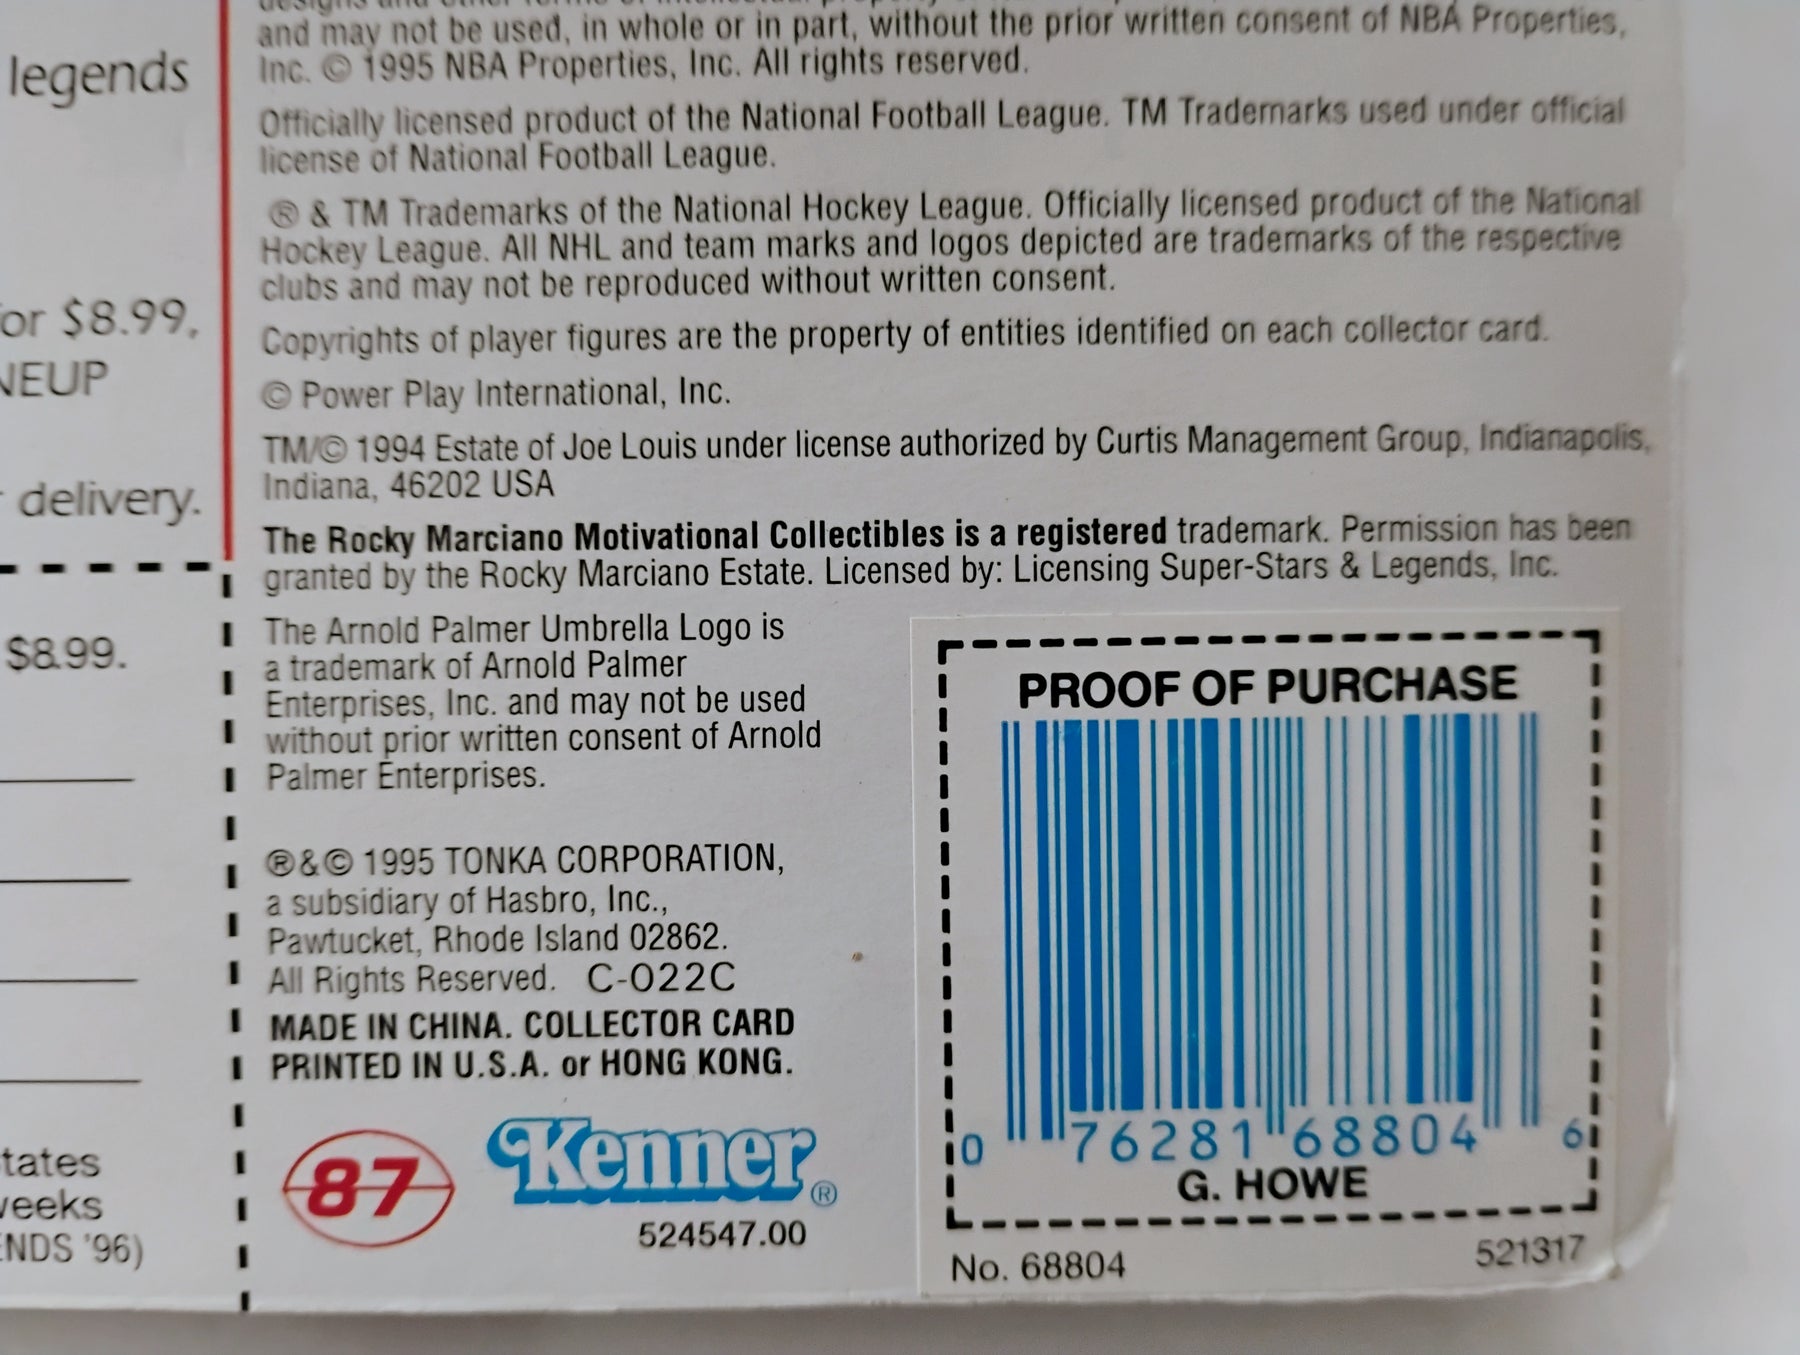 legends
or $8.99,
NEUP
delivery.
$8.99.
tates
weeks
ENDS '96)
designs and other forms of intellectual property
and may not be used, in whole or in part, without the prior written consent of NBA Properties,
Inc. © 1995 NBA Properties, Inc. All rights reserved.
Officially licensed product of the National Football League. TM Trademarks used under official
license of National Football League.
® & TM Trademarks of the National Hockey League. Officially licensed product of the National
Hockey League. All NHL and team marks and logos depicted are trademarks of the respective
clubs and may not be reproduced without written consent.
Copyrights of player figures are the property of entities identified on each collector card.
© Power Play International, Inc.
TM/© 1994 Estate of Joe Louis under license authorized by Curtis Management Group, Indianapolis,
Indiana, 46202 USA
The Rocky Marciano Motivational Collectibles is a registered trademark. Permission has been
granted by the Rocky Marciano Estate. Licensed by: Licensing Super-Stars & Legends, Inc.
The Arnold Palmer Umbrella Logo is
a trademark of Arnold Palmer
Enterprises, Inc. and may not be used
without prior written consent of Arnold
Palmer Enterprises.
®&© 1995 TONKA CORPORATION,
a subsidiary of Hasbro, Inc.,
Pawtucket, Rhode Island 02862.
All Rights Reserved. C-022C
MADE IN CHINA. COLLECTOR CARD
PRINTED IN U.S.A. or HONG KONG.
87
Kenner®
524547.00
PROOF OF PURCHASE
0 76281 68804 6
G. HOWE
No. 68804
521317